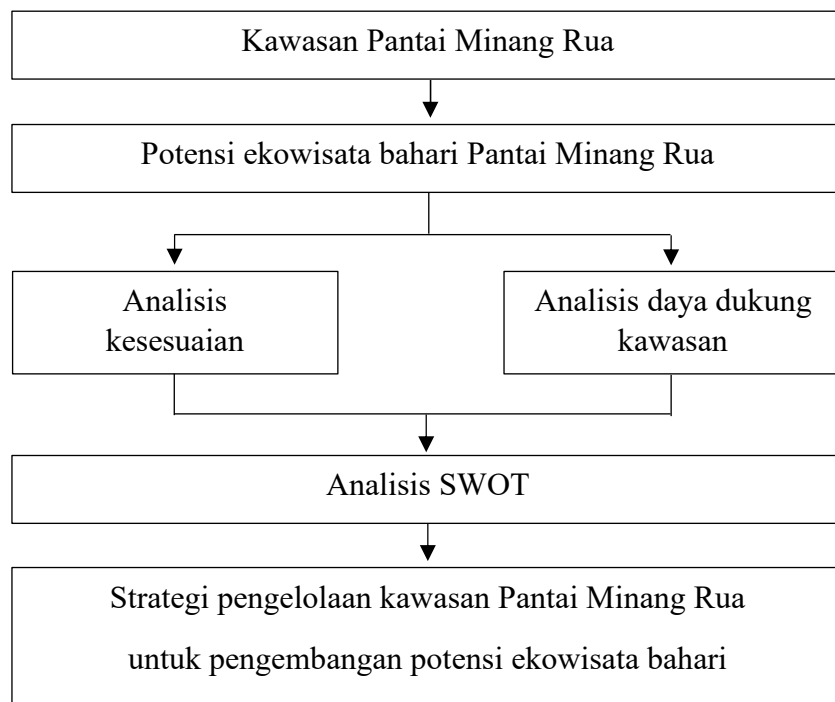 Kawasan Pantai Minang Rua
Potensi ekowisata bahari Pantai Minang Rua
Analisis
kesesuaian
Analisis daya dukung
kawasan
Analisis SWOT
Strategi pengelolaan kawasan Pantai Minang Rua
untuk pengembangan potensi ekowisata bahari